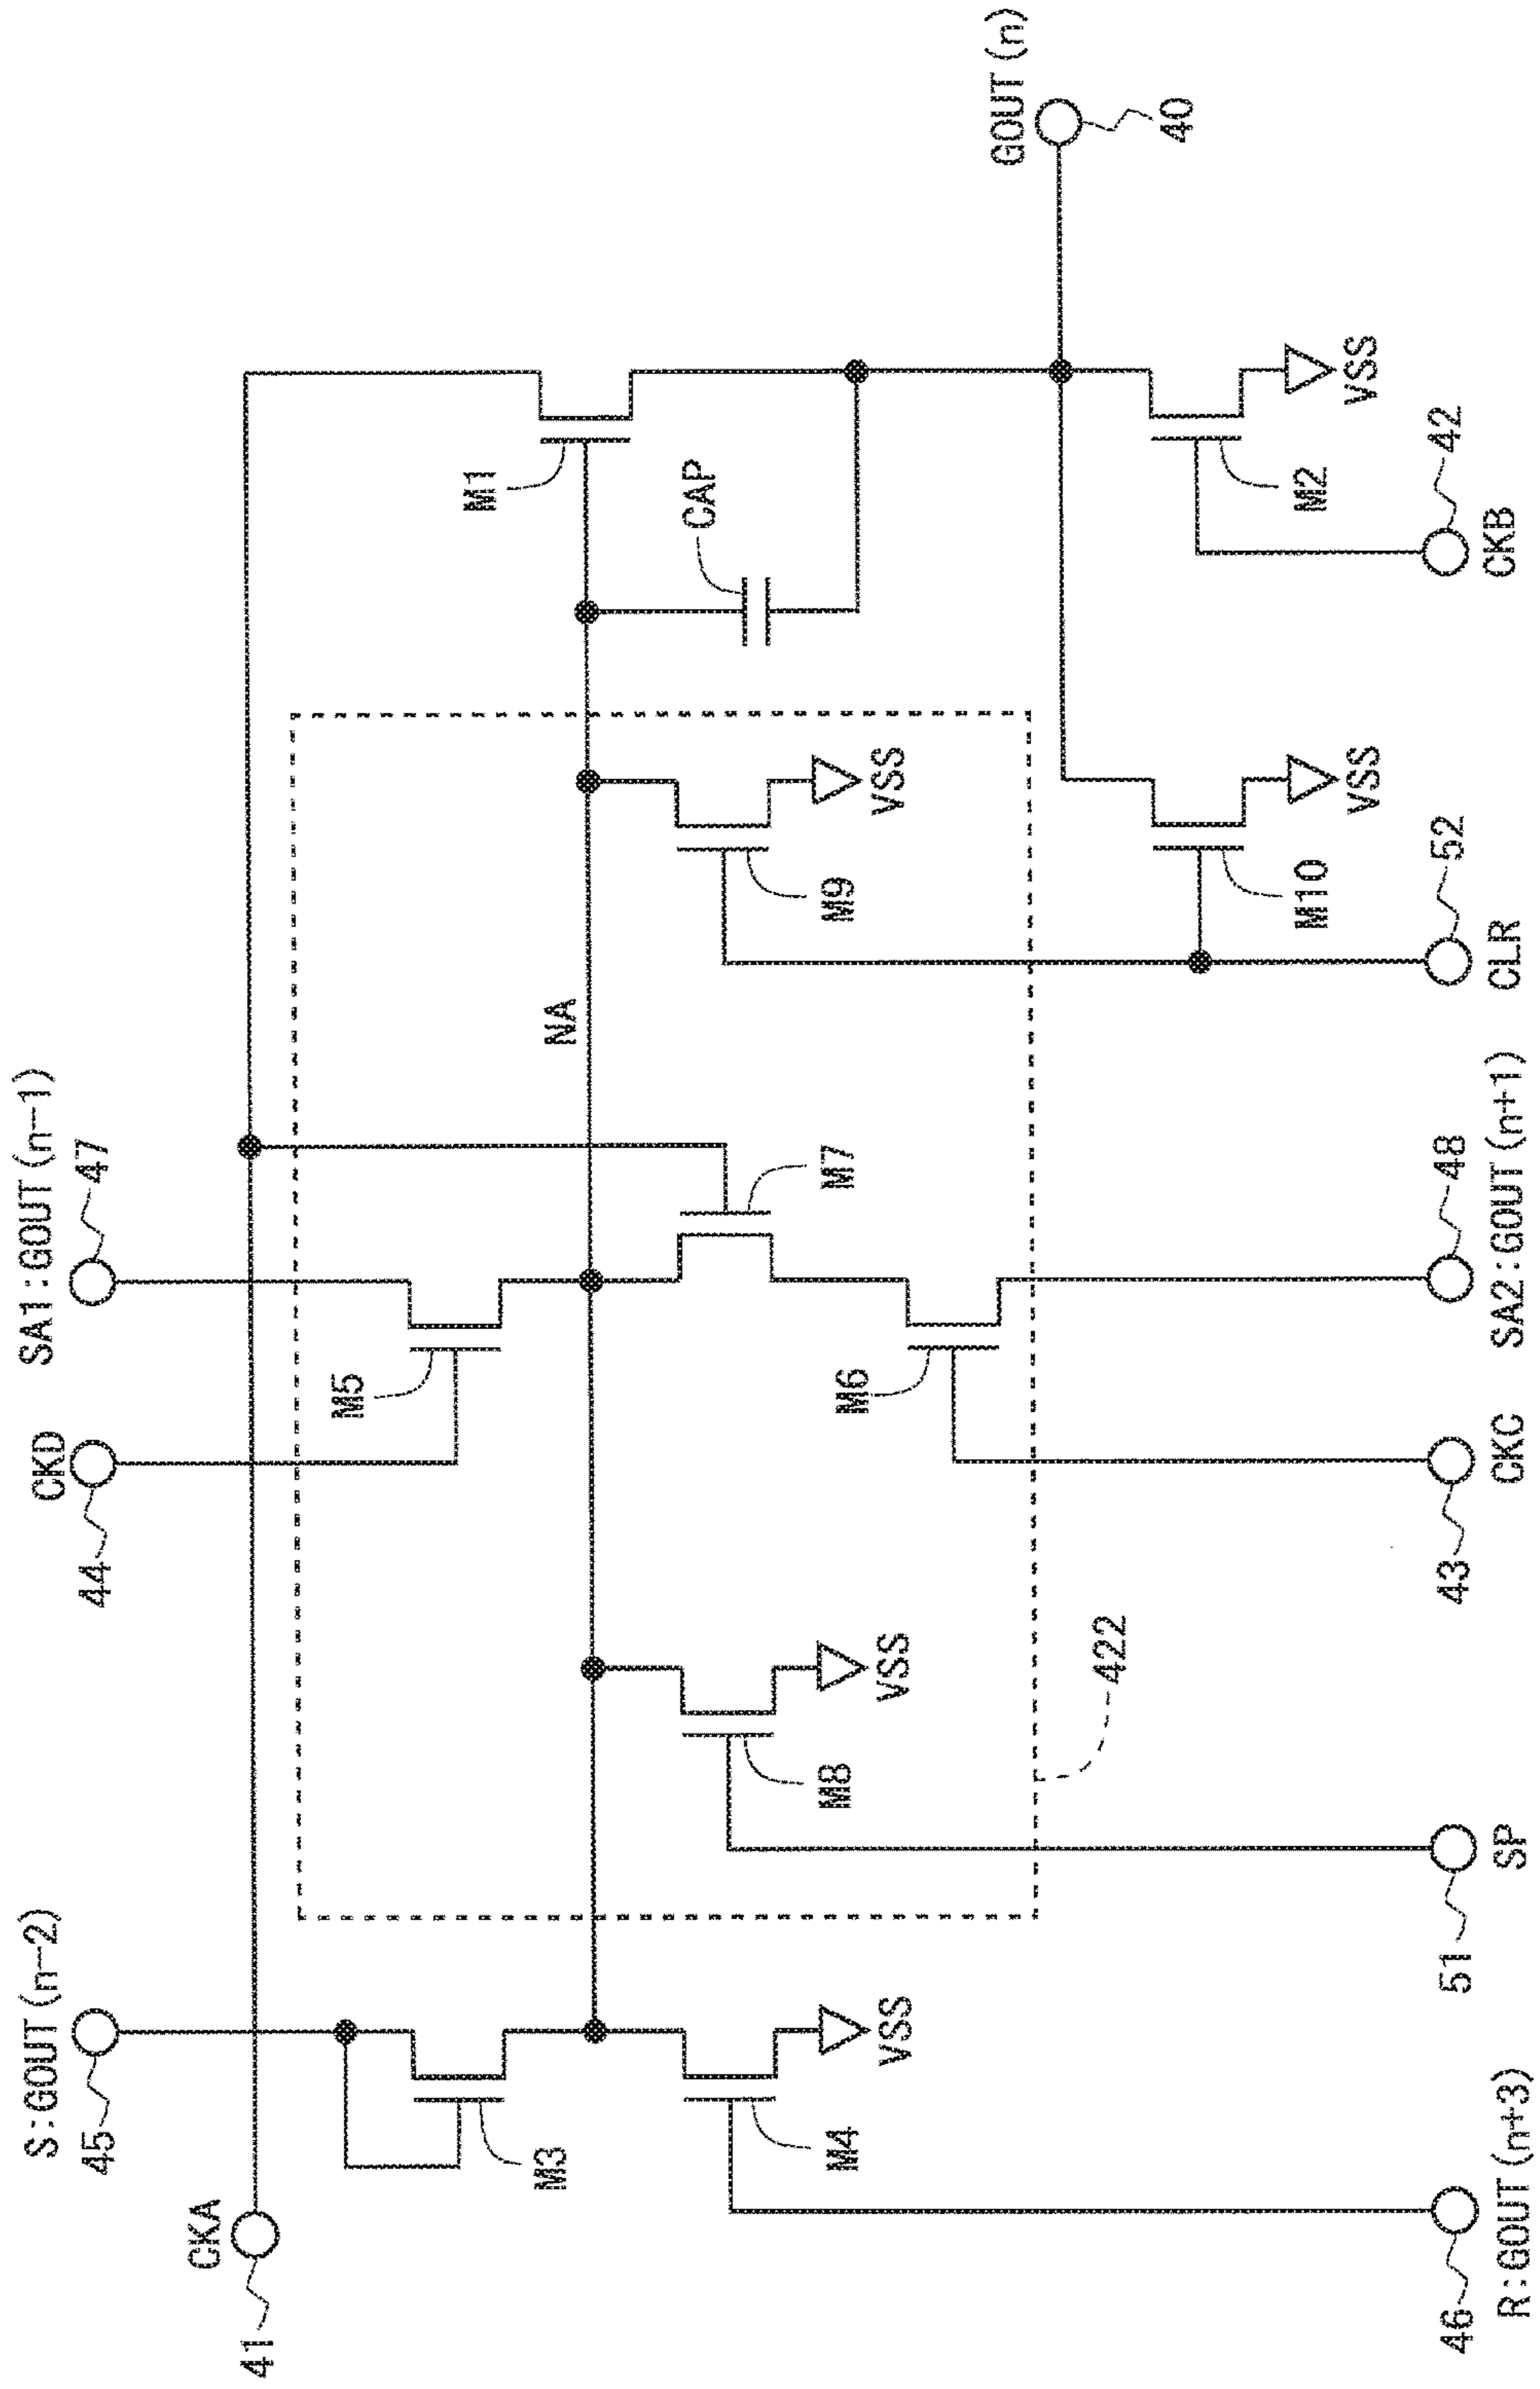 S:GOUT(n-2)
45
CKD
44
SA1:GOUT(n-1)
47
CKA
41
M3
M5
NA
M1
CAP
GOUT(n)
40
M4
VSS
M8
VSS
M6
M7
M9
VSS
422
M10
VSS
M2
VSS
46
R:GOUT(n+3)
51
SP
43
CKC
48
SA2:GOUT(n+1)
52
CLR
42
CKB